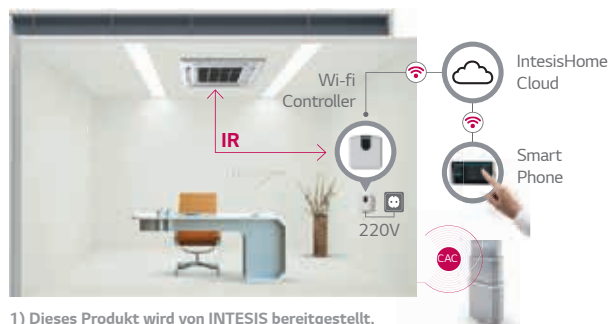 Wi-fi
Controller
IntesisHome
Cloud
IR
Smart
Phone
220V
CAC
1) Dieses Produkt wird von INTESIS bereitgestellt.